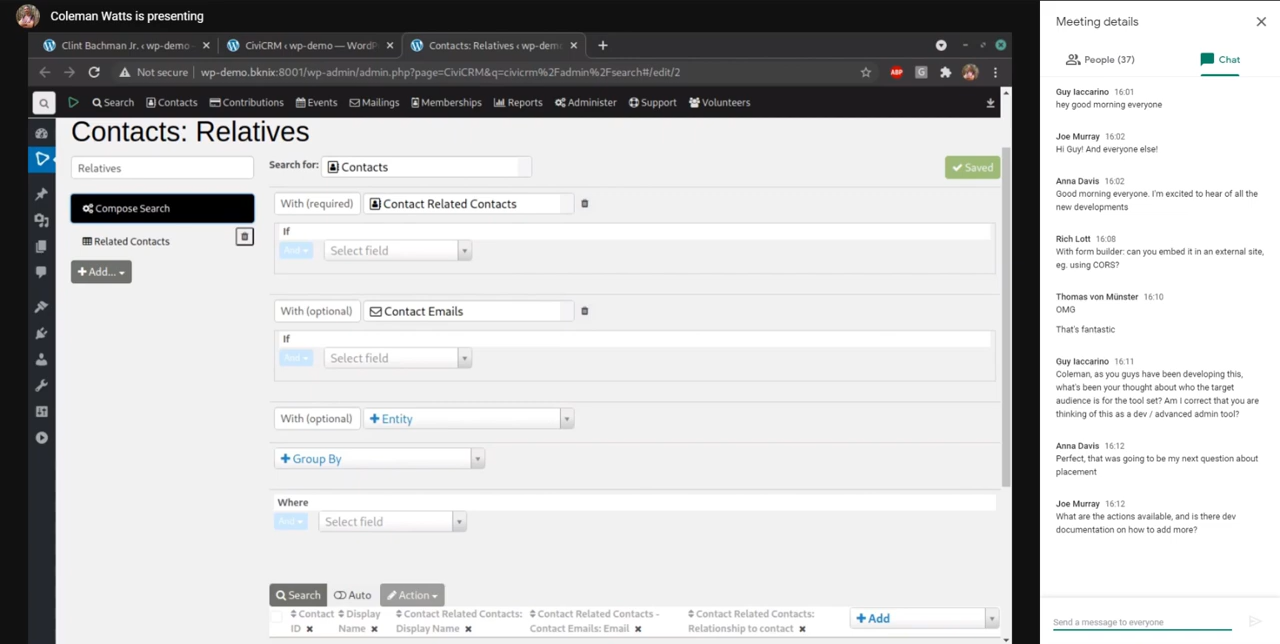 Coleman Watts is presenting
Clint Bachman Jr. ‹ wp-demo
CiviCRM ‹ wp-demo — WordP
Contacts: Relatives ‹ wp-demo
Not secure
wp-demo.bknix:8001/wp-admin/admin.php?page=CiviCRM&q=civicrm%2Fadmin%2Fsearch#/edit/2
ABP
G
Search
Contacts
Contributions
Events
Mailings
Memberships
Reports
Administer
Support
Volunteers
Contacts: Relatives
Relatives
Search for:
Contacts
Saved
Compose Search
Related Contacts
Add...
With (required)
Contact Related Contacts
If
And
Select field
With (optional)
Contact Emails
If
And
Select field
With (optional)
Entity
Group By
Where
And
Select field
Search
Auto
Action
Contact ID
Display Name
Contact Related Contacts: Display Name
Contact Related Contacts - Contact Emails: Email
Contact Related Contacts: Relationship to contact
Add
Meeting details
People (37)
Chat
Guy Iaccarino 16:01
hey good morning everyone
Joe Murray 16:02
Hi Guy! And everyone else!
Anna Davis 16:02
Good morning everyone. I'm excited to hear of all the
new developments
Rich Lott 16:08
With form builder: can you embed it in an external site,
eg. using CORS?
Thomas von Münster 16:10
OMG
That's fantastic
Guy Iaccarino 16:11
Coleman, as you guys have been developing this,
what's been your thought about who the target
audience is for the tool set? Am I correct that you are
thinking of this as a dev / advanced admin tool?
Anna Davis 16:12
Perfect, that was going to be my next question about
placement
Joe Murray 16:12
What are the actions available, and is there dev
documentation on how to add more?
Send a message to everyone